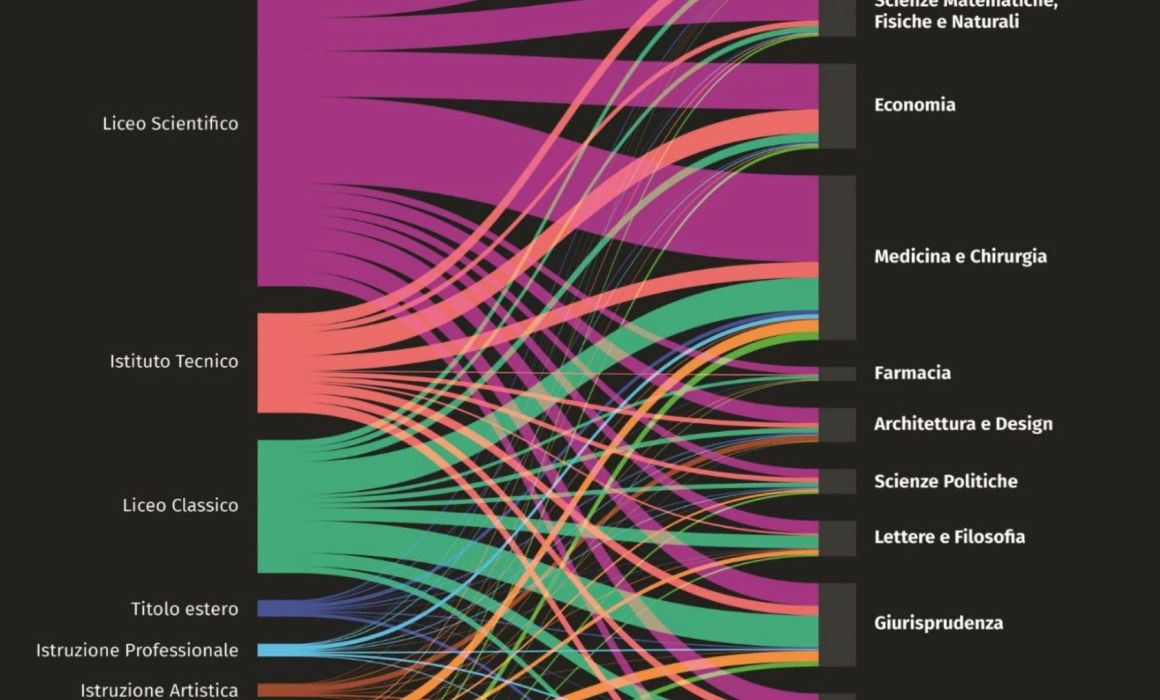 Liceo Scientifico
Istituto Tecnico
Liceo Classico
Titolo estero
Istruzione Professionale
Istruzione Artistica
Scienze Matematiche,
Fisiche e Naturali
Economia
Medicina e Chirurgia
Farmacia
Architettura e Design
Scienze Politiche
Lettere e Filosofia
Giurisprudenza